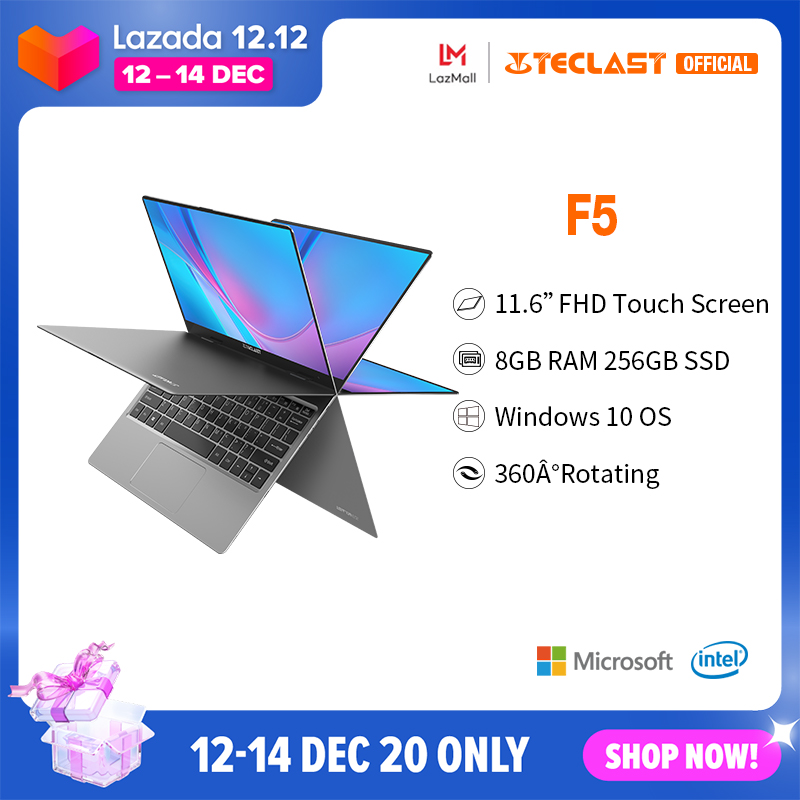 Lazada 12.12
12 – 14 DEC
LM
LazMall
TECLAST OFFICIAL
F5
11.6” FHD Touch Screen
8GB RAM 256GB SSD
Windows 10 OS
360Â°Rotating
TECLAST
Microsoft
intel
12-14 DEC 20 ONLY
SHOP NOW!